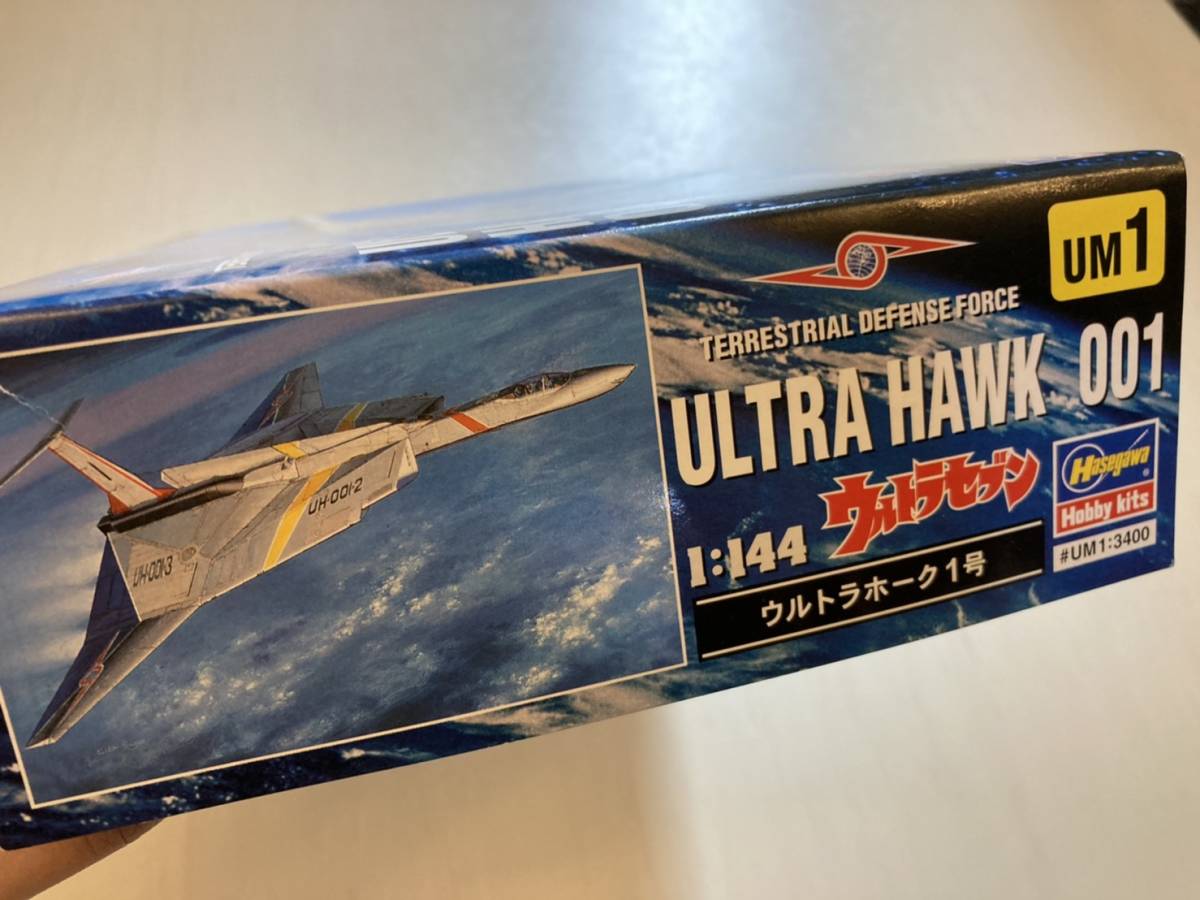 UM1
TERRESTRIAL DEFENSE FORCE
ULTRA HAWK 001
ウルトラセブン
1:144
ウルトラホーク1号
Hasegawa
Hobby kits
#UM1:3400
UH-001-2
UH-001-3